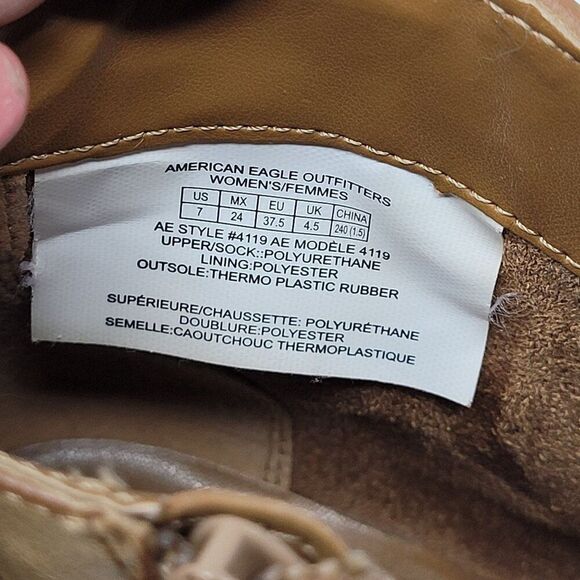 AMERICAN EAGLE OUTFITTERS
WOMEN'S/FEMMES
US MX EU UK CHINA
7 24 37.5 4.5 240 (1.5)
AE STYLE #4119 AE MODÈLE 4119
UPPER/SOCK::POLYURETHANE
LINING:POLYESTER
OUTSOLE:THERMO PLASTIC RUBBER
SUPÉRIEURE/CHAUSSETTE: POLYURÉTHANE
DOUBLURE:POLYESTER
SEMELLE:CAOUTCHOUC THERMOPLASTIQUE